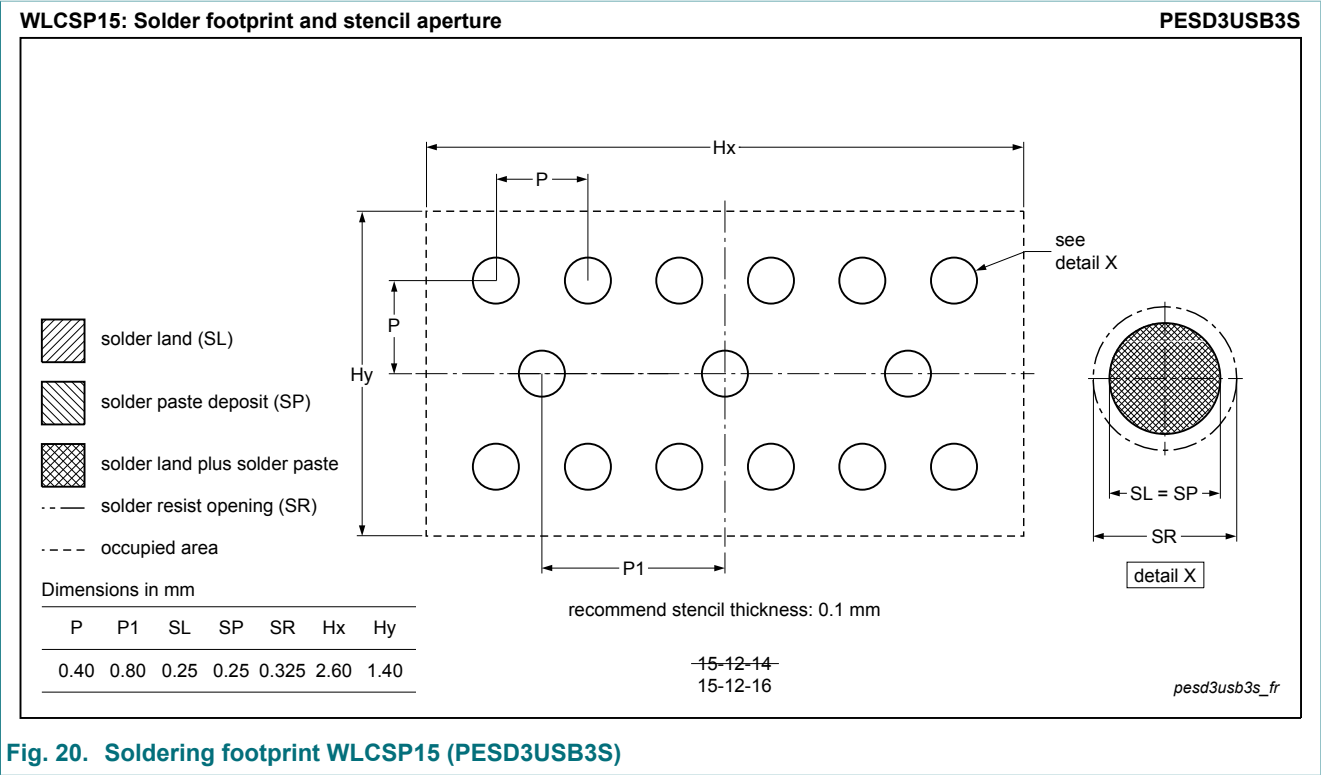 WLCSP15: Solder footprint and stencil aperture PESD3USB3S
Hx
P
see
detail X
P
Hy
solder land (SL)
solder paste deposit (SP)
solder land plus solder paste
solder resist opening (SR)
occupied area
SL = SP
SR
detail X
P1
Dimensions in mm
P P1 SL SP SR Hx Hy
0.40 0.80 0.25 0.25 0.325 2.60 1.40
recommend stencil thickness: 0.1 mm
15-12-14
15-12-16
pesd3usb3s_fr
Fig. 20. Soldering footprint WLCSP15 (PESD3USB3S)